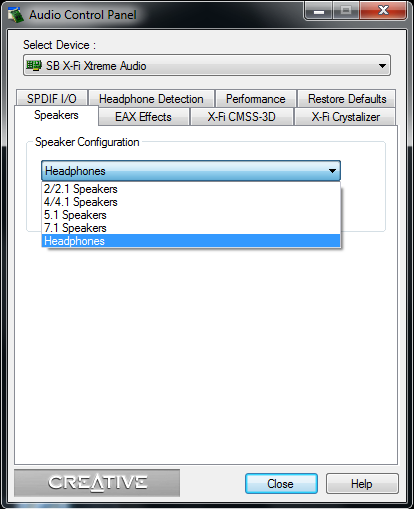 Audio Control Panel
Select Device :
SB X-Fi Xtreme Audio
SPDIF I/O Headphone Detection Performance Restore Defaults
Speakers EAX Effects X-Fi CMSS-3D X-Fi Crystalizer
Speaker Configuration
Headphones
2/2.1 Speakers
4/4.1 Speakers
5.1 Speakers
7.1 Speakers
Headphones
CREATIVE Close Help